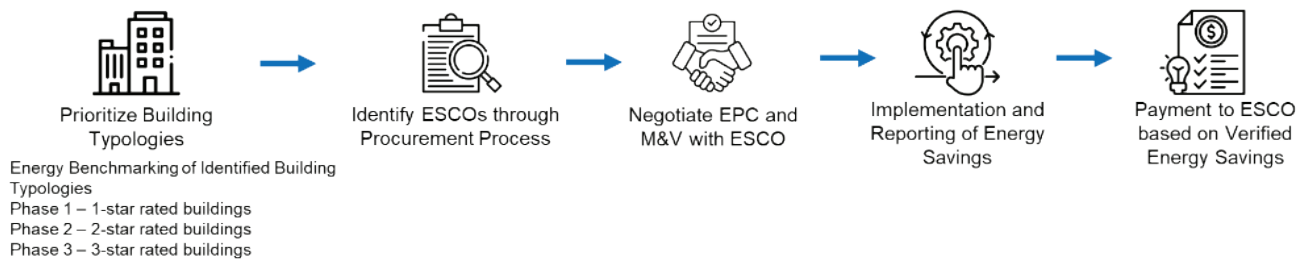 Prioritize Building
Typologies
Energy Benchmarking of Identified Building
Typologies
Phase 1 – 1-star rated buildings
Phase 2 – 2-star rated buildings
Phase 3 – 3-star rated buildings
Identify ESCOs through
Procurement Process
Negotiate EPC and
M&V with ESCO
Implementation and
Reporting of Energy
Savings
$
Payment to ESCO
based on Verified
Energy Savings